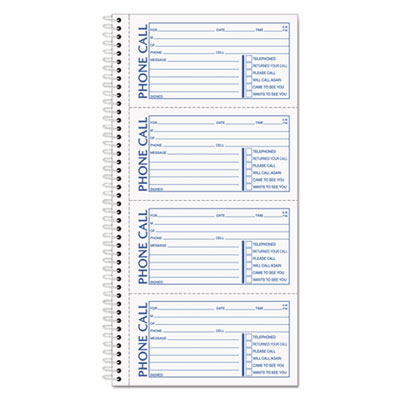 PHONE CALL
FOR DATE TIME A.M. P.M.
M
OF
PHONE CELL
MESSAGE
TELEPHONED
RETURNED YOUR CALL
PLEASE CALL
WILL CALL AGAIN
CAME TO SEE YOU
WANTS TO SEE YOU
SIGNED
PHONE CALL
FOR DATE TIME A.M. P.M.
M
OF
PHONE CELL
MESSAGE
TELEPHONED
RETURNED YOUR CALL
PLEASE CALL
WILL CALL AGAIN
CAME TO SEE YOU
WANTS TO SEE YOU
SIGNED
PHONE CALL
FOR DATE TIME A.M. P.M.
M
OF
PHONE CELL
MESSAGE
TELEPHONED
RETURNED YOUR CALL
PLEASE CALL
WILL CALL AGAIN
CAME TO SEE YOU
WANTS TO SEE YOU
SIGNED
PHONE CALL
FOR DATE TIME A.M. P.M.
M
OF
PHONE CELL
MESSAGE
TELEPHONED
RETURNED YOUR CALL
PLEASE CALL
WILL CALL AGAIN
CAME TO SEE YOU
WANTS TO SEE YOU
SIGNED